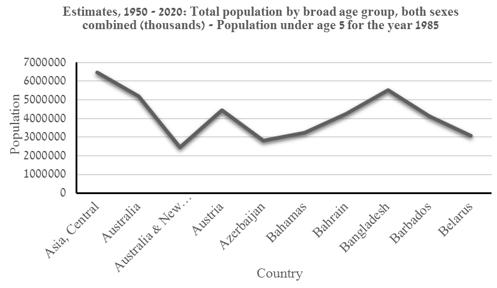 Estimates, 1950 - 2020: Total population by broad age group, both sexes
combined (thousands) - Population under age 5 for the year 1985
7000000
6000000
5000000
4000000
3000000
2000000
1000000
0
Population
Asia, Central
Australia
Australia & New…
Austria
Azerbaijan
Bahamas
Bahrain
Bangladesh
Barbados
Belarus
Country